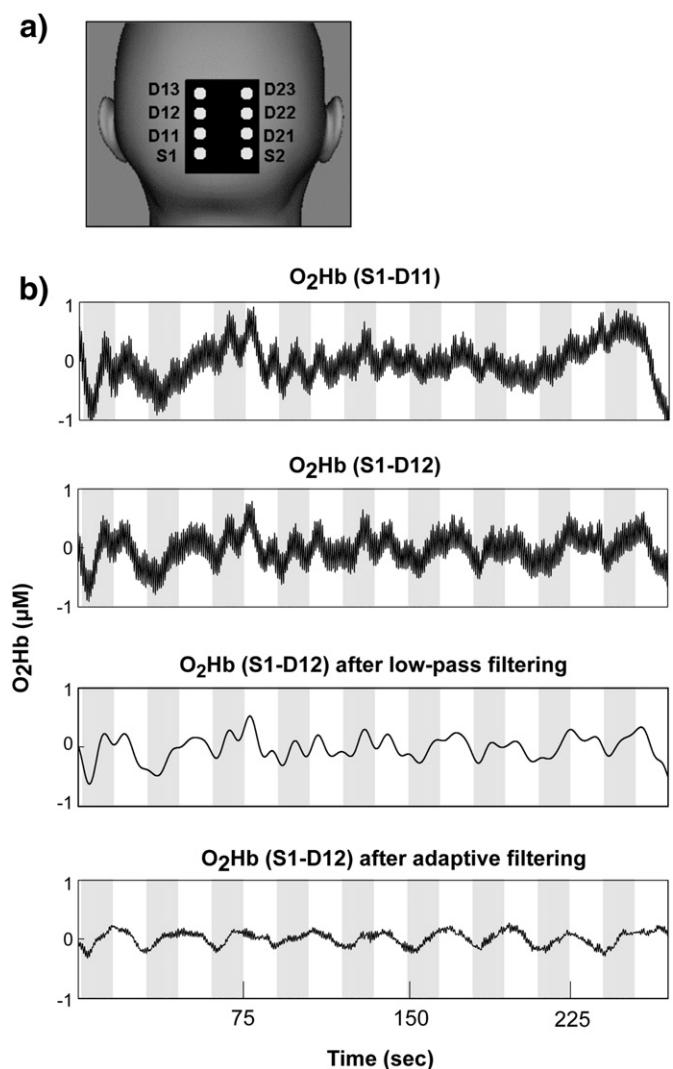 a)
D13 D23
D12 D22
D11 D21
S1 S2
b)
O2Hb (S1-D11)
1
0
-1
O2Hb (S1-D12)
1
0
-1
O2Hb (µM)
O2Hb (S1-D12) after low-pass filtering
1
0
-1
O2Hb (S1-D12) after adaptive filtering
1
0
-1
75 150 225
Time (sec)